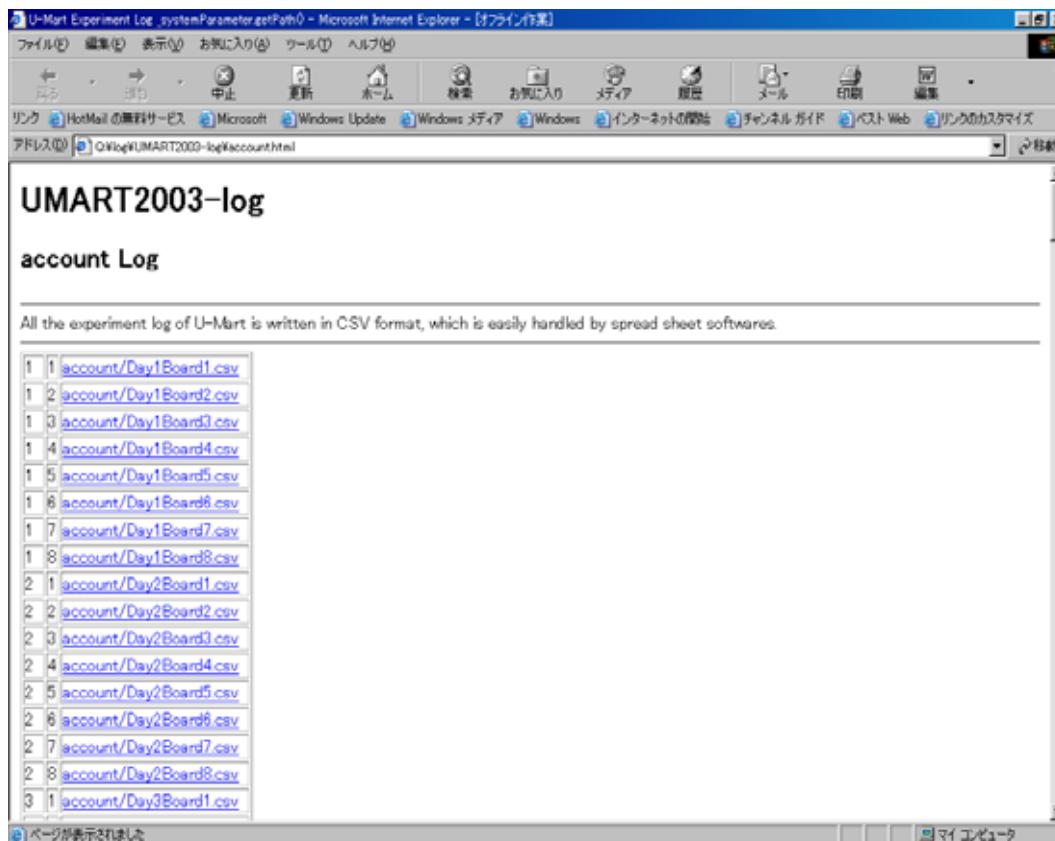 U-Mart Experiment Log _systemParameter.getPath() - Microsoft Internet Explorer - [オフライン作業]
ファイル(F) 編集(E) 表示(V) お気に入り(A) ツール(T) ヘルプ(H)
戻る 進む 中止 更新 ホーム 検索 お気に入り メディア 履歴 メール 印刷 編集
リンク HotMail の無料サービス Microsoft Windows Update Windows メディア Windows インターネットの開始 チャンネル ガイド ベスト Web リンクのカスタマイズ
アドレス(D) ¥log¥UMART2003-log¥account.html 移動
UMART2003-log
account Log
All the experiment log of U-Mart is written in CSV format, which is easily handled by spread sheet softwares.
1 1 account/Day1Board1.csv
1 2 account/Day1Board2.csv
1 3 account/Day1Board3.csv
1 4 account/Day1Board4.csv
1 5 account/Day1Board5.csv
1 6 account/Day1Board6.csv
1 7 account/Day1Board7.csv
1 8 account/Day1Board8.csv
2 1 account/Day2Board1.csv
2 2 account/Day2Board2.csv
2 3 account/Day2Board3.csv
2 4 account/Day2Board4.csv
2 5 account/Day2Board5.csv
2 6 account/Day2Board6.csv
2 7 account/Day2Board7.csv
2 8 account/Day2Board8.csv
3 1 account/Day3Board1.csv
ページが表示されました マイ コンピュータ